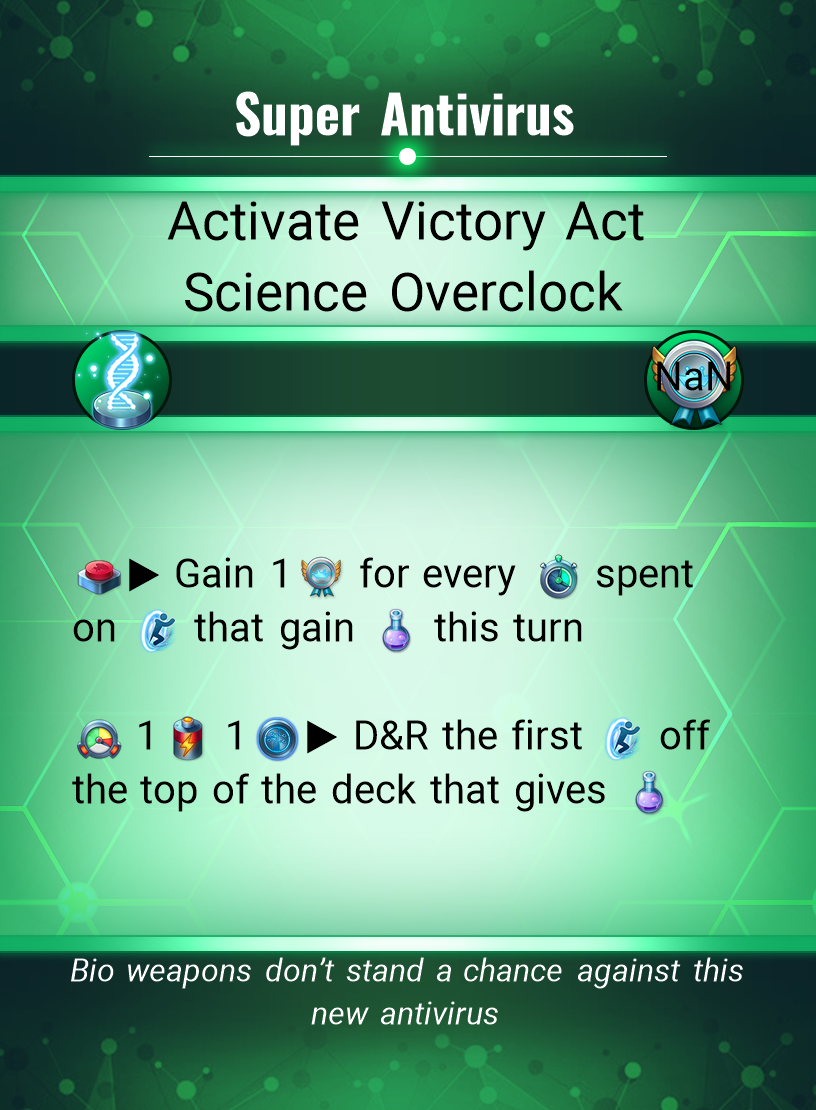 Super Antivirus
Activate Victory Act
Science Overclock
NaN
▶ Gain 1 for every spent
on that gain this turn
1 1 ▶ D&R the first off
the top of the deck that gives
Bio weapons don't stand a chance against this
new antivirus